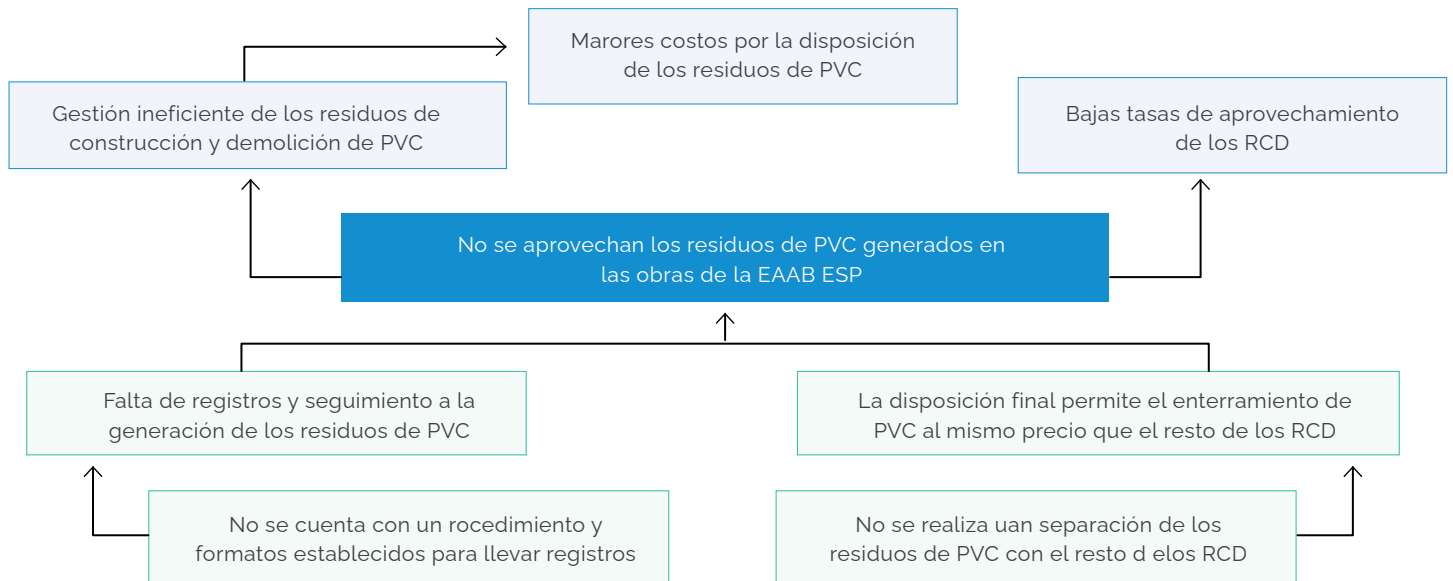 Marores costos por la disposición
de los residuos de PVC
Gestión ineficiente de los residuos de
construcción y demolición de PVC
Bajas tasas de aprovechamiento
de los RCD
No se aprovechan los residuos de PVC generados en
las obras de la EAAB ESP
Falta de registros y seguimiento a la
generación de los residuos de PVC
La disposición final permite el enterramiento de
PVC al mismo precio que el resto de los RCD
No se cuenta con un rocedimiento y
formatos establecidos para llevar registros
No se realiza uan separación de los
residuos de PVC con el resto d elos RCD